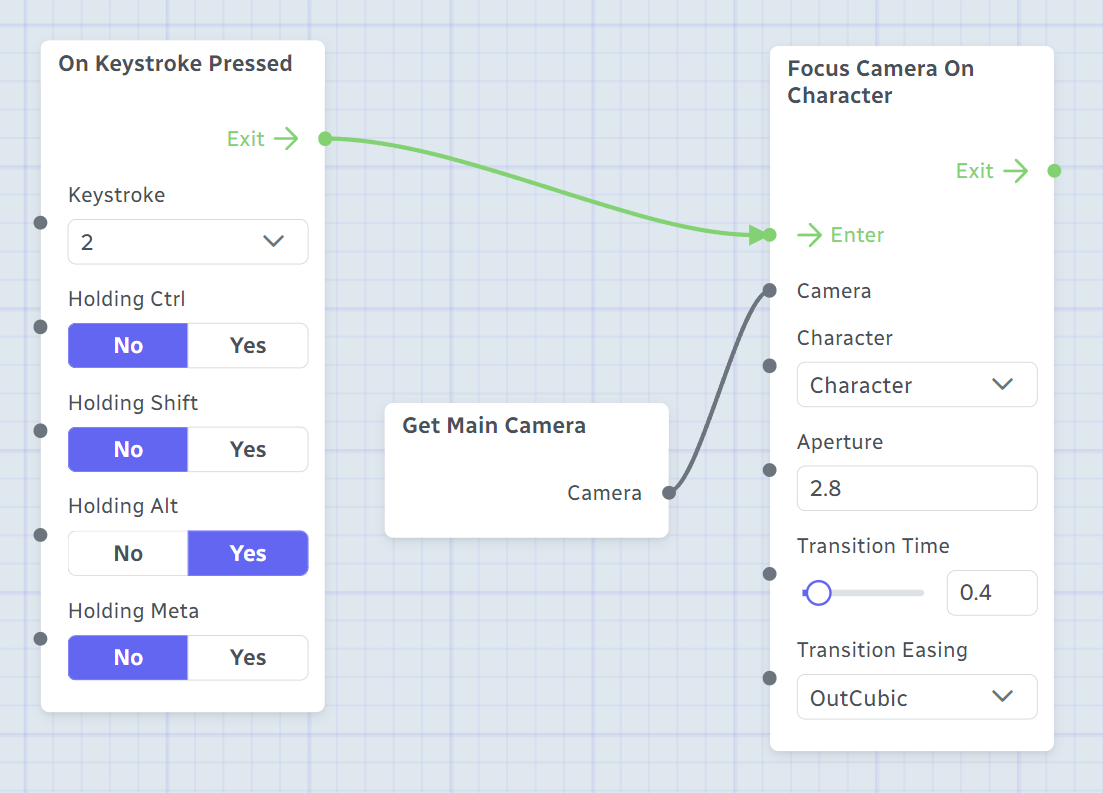 On Keystroke Pressed
Exit
Keystroke
2
Holding Ctrl
No Yes
Holding Shift
No Yes
Holding Alt
No Yes
Holding Meta
No Yes
Get Main Camera
Camera
Focus Camera On
Character
Exit
Enter
Camera
Character
Character
Aperture
2.8
Transition Time
0.4
Transition Easing
OutCubic